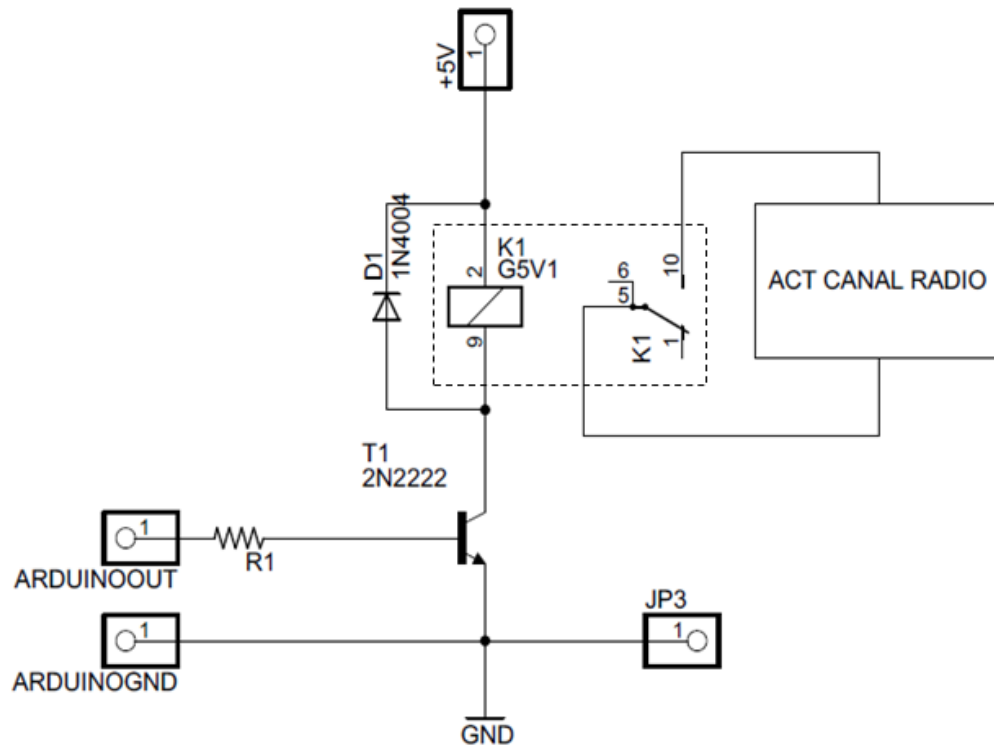 +5V
1
D1
1N4004
K1
G5V1
2
9
6
5
10
1
K1
ACT CANAL RADIO
T1
2N2222
1
R1
ARDUINOOUT
1
ARDUINOGND
JP3
1
GND